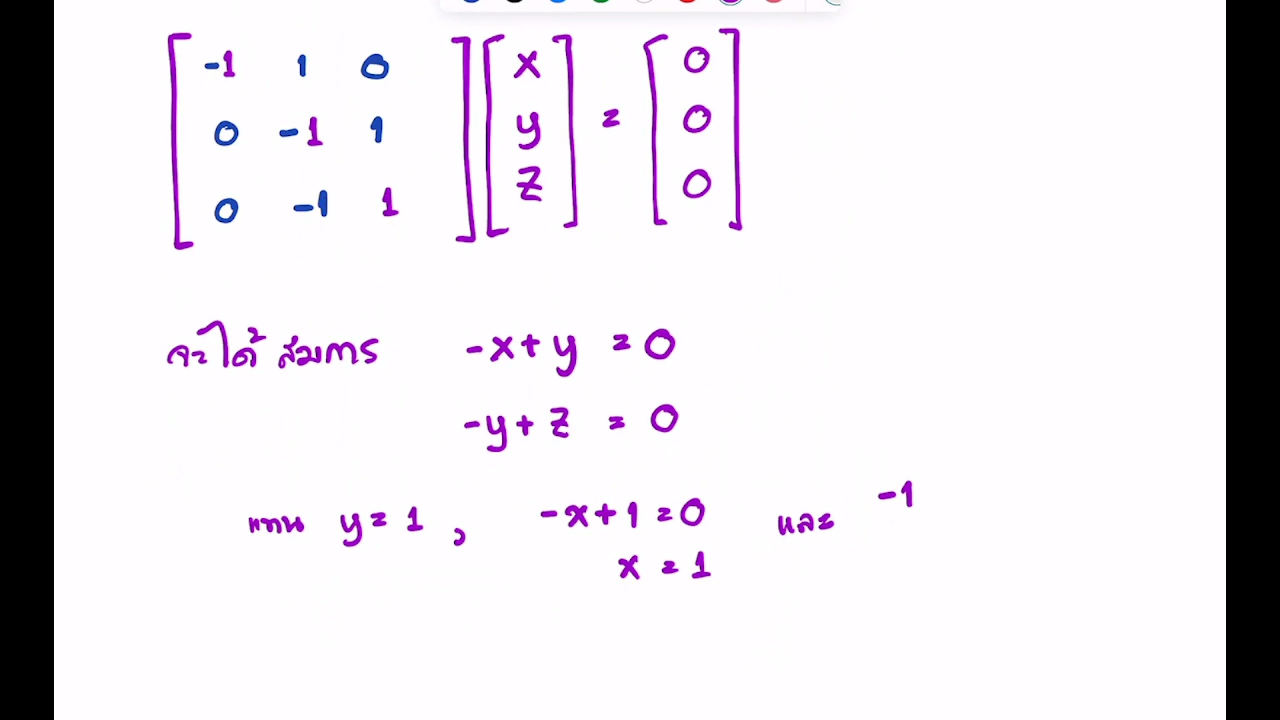 [ -1 1 0 ] [ x ] = [ 0 ]
[ 0 -1 1 ] [ y ] = [ 0 ]
[ 0 -1 1 ] [ z ] = [ 0 ]
จะได้ สมการ -x+y = 0
-y+z = 0
แทน y = 1 , -x+1 = 0 และ -1
x = 1